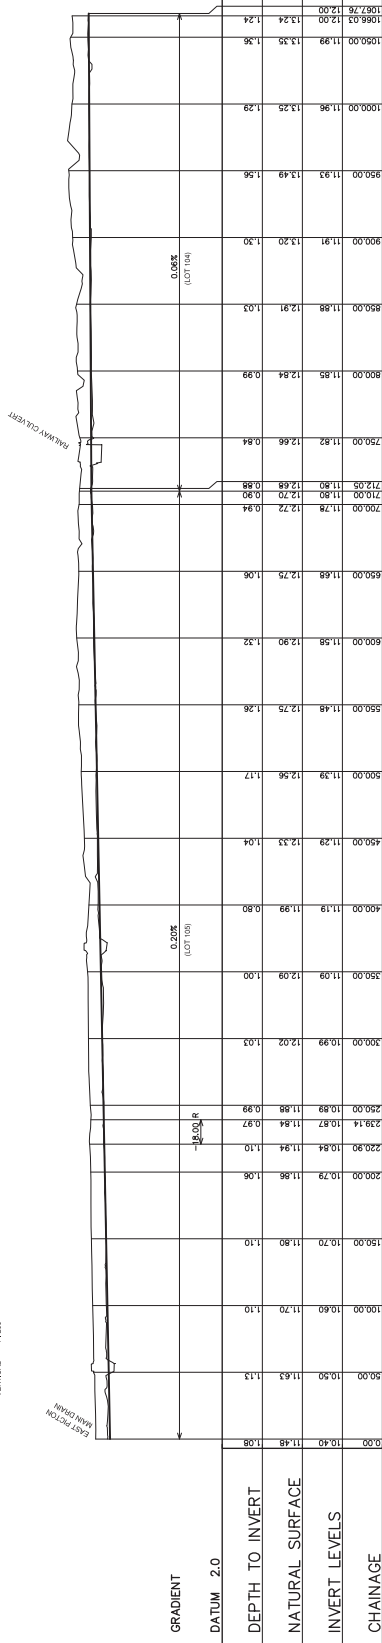 EAST PICTON
MAIN DRAIN
RAILWAY CULVERT
GRADIENT 0.20% 0.06%
(LOT 105) (LOT 104)
-18.00 R
DATUM 2.0
DEPTH TO INVERT 1.08 1.13 1.10 1.10 1.06 1.10 0.97 0.99 1.03 1.00 0.80 1.04 1.17 1.26 1.32 1.06 0.94 0.90 0.88 0.84 0.99 1.03 1.30 1.56 1.29 1.36 1.24
NATURAL SURFACE 11.48 11.63 11.70 11.80 11.86 11.94 11.84 11.88 12.02 12.09 11.99 12.33 12.56 12.75 12.90 12.75 12.72 12.70 12.68 12.66 12.84 12.91 13.20 13.49 13.25 13.35 13.24
INVERT LEVELS 10.40 10.50 10.60 10.70 10.79 10.84 10.87 10.89 10.99 11.09 11.19 11.29 11.39 11.48 11.58 11.68 11.78 11.80 11.80 11.82 11.85 11.88 11.91 11.93 11.96 11.99 12.00 12.00
CHAINAGE 0.0 50.00 100.00 150.00 200.00 220.90 239.14 250.00 300.00 350.00 400.00 450.00 500.00 550.00 600.00 650.00 700.00 710.00 712.05 750.00 800.00 850.00 900.00 950.00 1000.00 1050.00 1066.03 1067.76